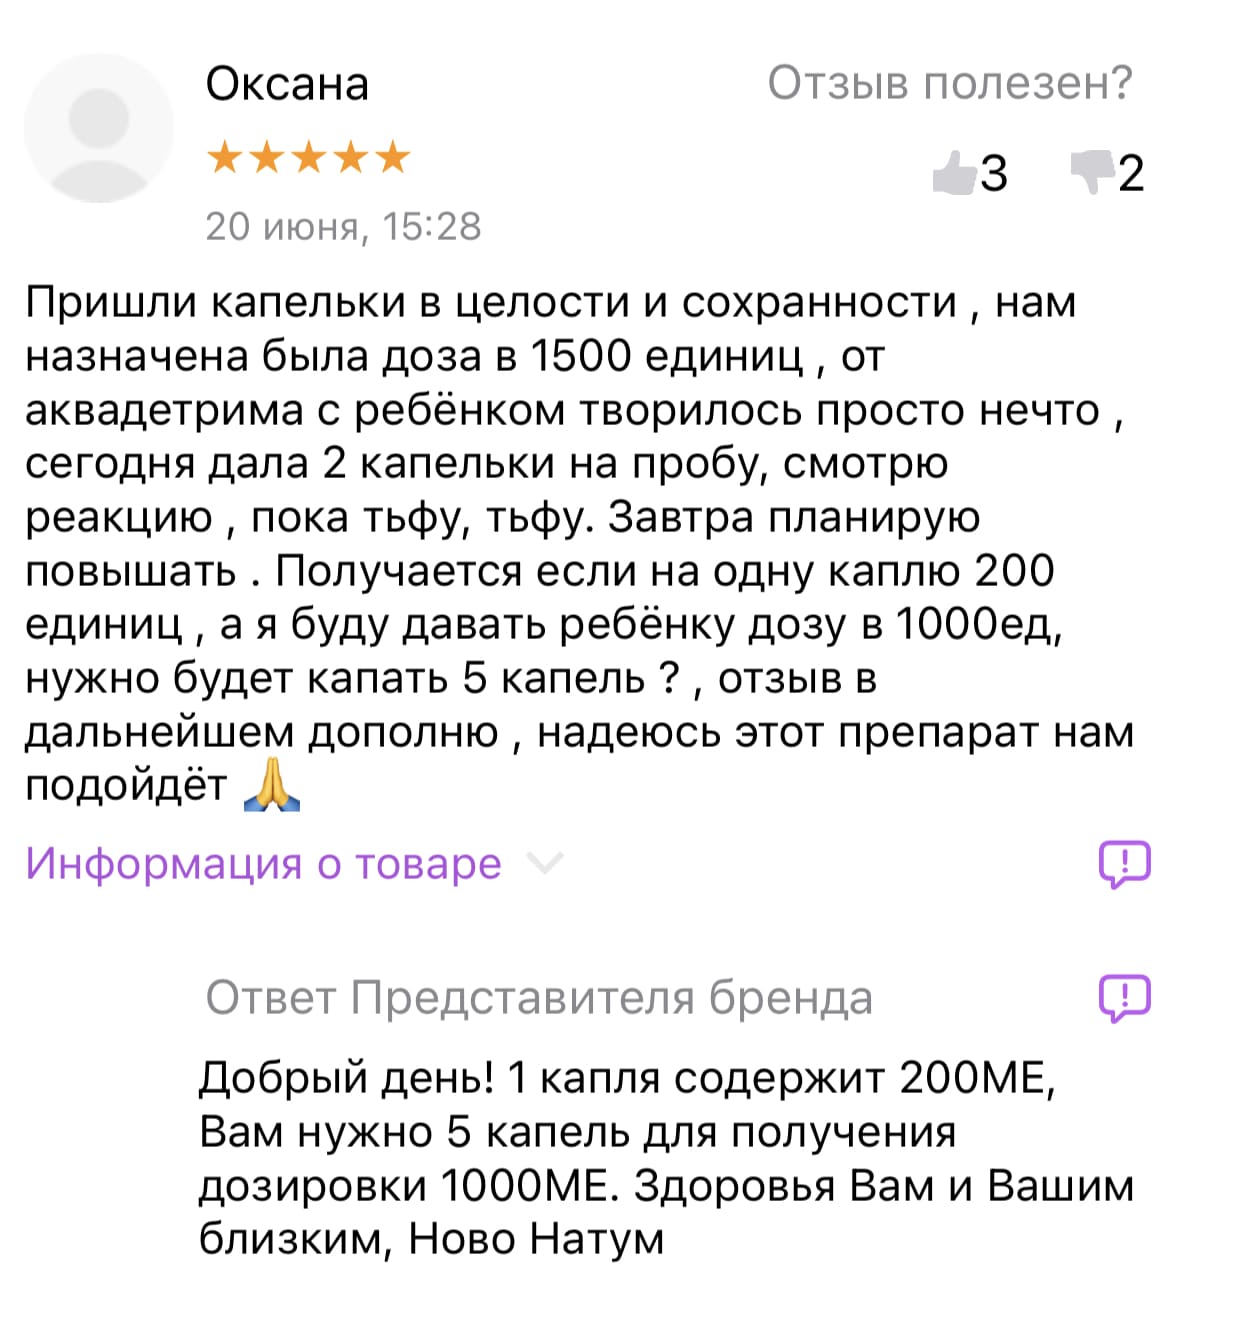 Оксана
Отзыв полезен?
3
2
20 июня, 15:28
Пришли капельки в целости и сохранности , нам
назначена была доза в 1500 единиц , от
аквадетрима с ребёнком творилось просто нечто ,
сегодня дала 2 капельки на пробу, смотрю
реакцию , пока тьфу, тьфу. Завтра планирую
повышать . Получается если на одну каплю 200
единиц , а я буду давать ребёнку дозу в 1000ед,
нужно будет капать 5 капель ? , отзыв в
дальнейшем дополню , надеюсь этот препарат нам
подойдёт 🙏
Информация о товаре
Ответ Представителя бренда
Добрый день! 1 капля содержит 200МЕ,
Вам нужно 5 капель для получения
дозировки 1000МЕ. Здоровья Вам и Вашим
близким, Ново Натум